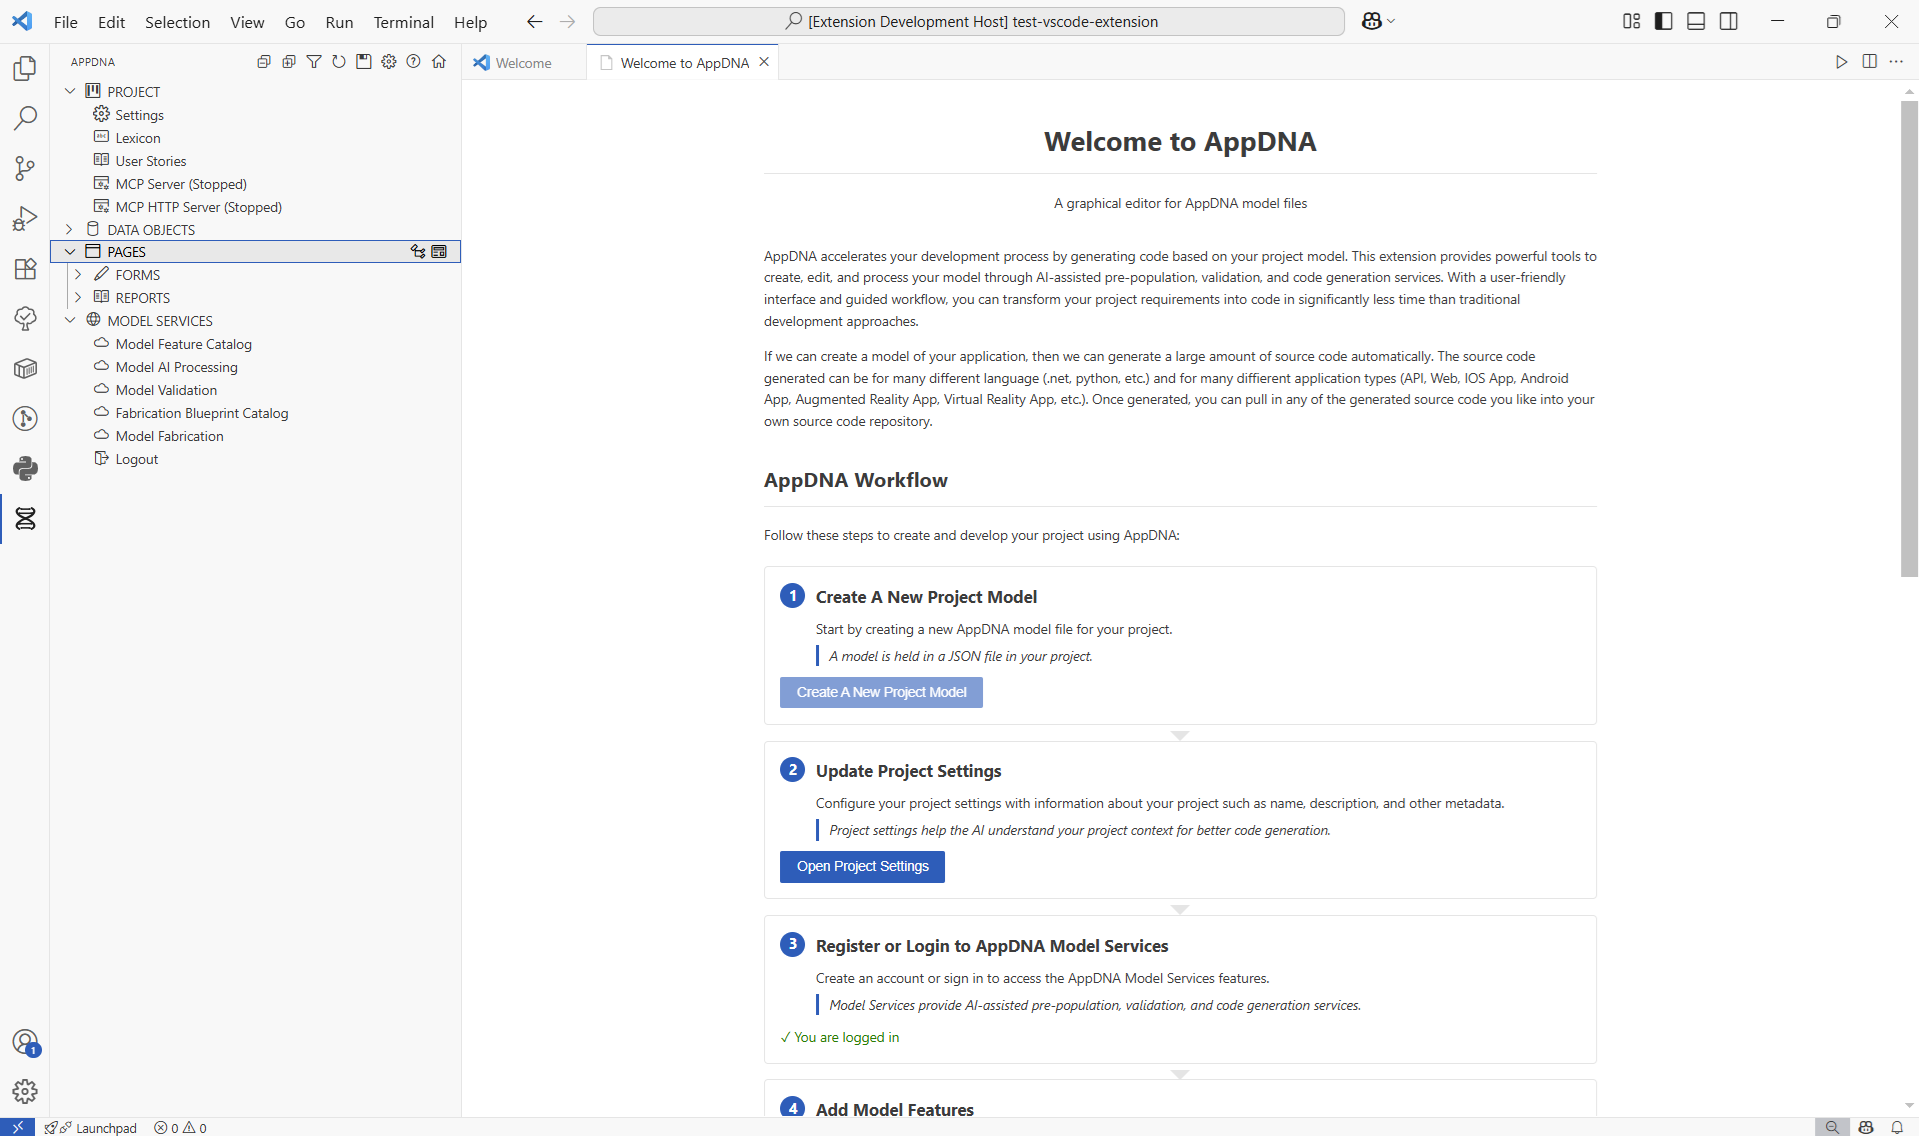 File Edit Selection View Go Run Terminal Help
[Extension Development Host] test-vscode-extension
APPDNA
PROJECT
Settings
Lexicon
User Stories
MCP Server (Stopped)
MCP HTTP Server (Stopped)
DATA OBJECTS
PAGES
FORMS
REPORTS
MODEL SERVICES
Model Feature Catalog
Model AI Processing
Model Validation
Fabrication Blueprint Catalog
Model Fabrication
Logout
1
Launchpad 0 0
Welcome
Welcome to AppDNA
Welcome to AppDNA
A graphical editor for AppDNA model files
AppDNA accelerates your development process by generating code based on your project model. This extension provides powerful tools to
create, edit, and process your model through AI-assisted pre-population, validation, and code generation services. With a user-friendly
interface and guided workflow, you can transform your project requirements into code in significantly less time than traditional
development approaches.
If we can create a model of your application, then we can generate a large amount of source code automatically. The source code
generated can be for many different language (.net, python, etc.) and for many diffierent application types (API, Web, IOS App, Android
App, Augmented Reality App, Virtual Reality App, etc.). Once generated, you can pull in any of the generated source code you like into your
own source code repository.
AppDNA Workflow
Follow these steps to create and develop your project using AppDNA:
1 Create A New Project Model
Start by creating a new AppDNA model file for your project.
A model is held in a JSON file in your project.
Create A New Project Model
2 Update Project Settings
Configure your project settings with information about your project such as name, description, and other metadata.
Project settings help the AI understand your project context for better code generation.
Open Project Settings
3 Register or Login to AppDNA Model Services
Create an account or sign in to access the AppDNA Model Services features.
Model Services provide AI-assisted pre-population, validation, and code generation services.
✓ You are logged in
4 Add Model Features